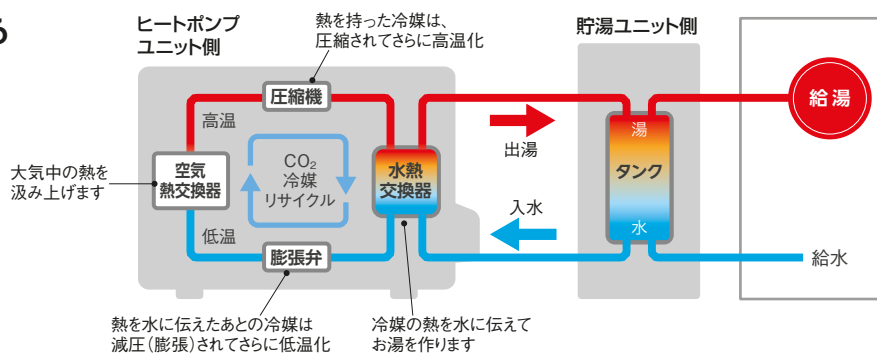 る
ヒートポンプ
ユニット側
熱を持った冷媒は、
圧縮されてさらに高温化
貯湯ユニット側
圧縮機
高温
給湯
湯
出湯
大気中の熱を
汲み上げます
空気
熱交換器
CO₂
冷媒
リサイクル
水熱
交換器
タンク
入水
低温
水
膨張弁
給水
熱を水に伝えたあとの冷媒は
減圧(膨張)されてさらに低温化
冷媒の熱を水に伝えて
お湯を作ります